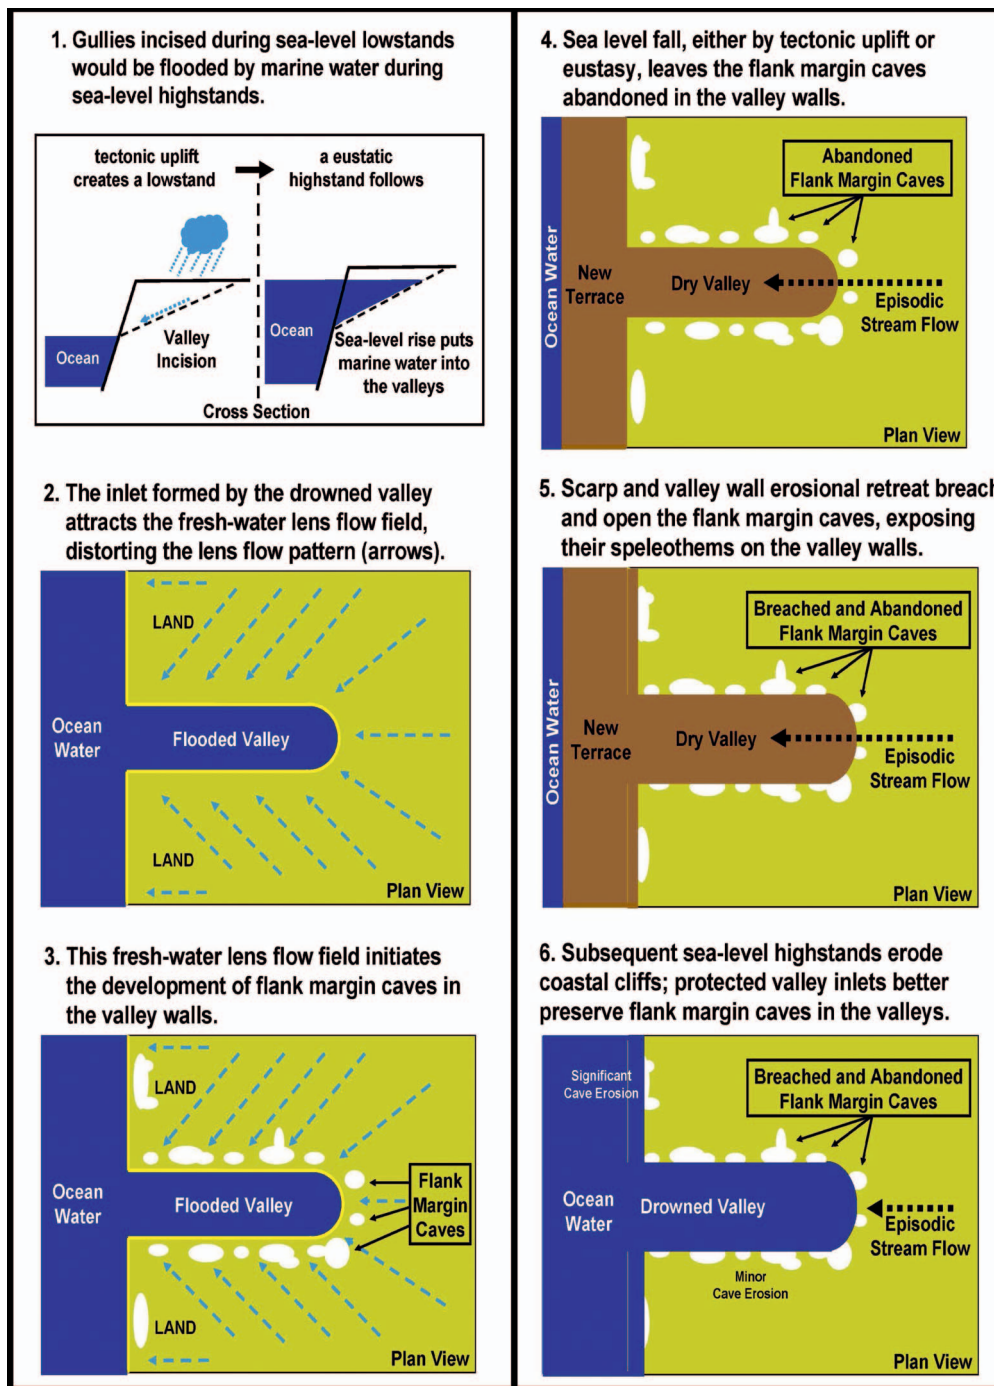 1. Gullies incised during sea-level lowstands
would be flooded by marine water during
sea-level highstands.
tectonic uplift
creates a lowstand
a eustatic
highstand follows
Ocean
Valley
Incision
Ocean
Sea-level rise puts
marine water into
the valleys
Cross Section
2. The inlet formed by the drowned valley
attracts the fresh-water lens flow field,
distorting the lens flow pattern (arrows).
LAND
Ocean
Water
Flooded Valley
LAND
Plan View
3. This fresh-water lens flow field initiates
the development of flank margin caves in
the valley walls.
LAND
Ocean
Water
Flooded Valley
Flank
Margin
Caves
LAND
Plan View
4. Sea level fall, either by tectonic uplift or
eustasy, leaves the flank margin caves
abandoned in the valley walls.
Abandoned
Flank Margin Caves
Ocean Water
New
Terrace
Dry Valley
Episodic
Stream Flow
Plan View
5. Scarp and valley wall erosional retreat breach
and open the flank margin caves, exposing
their speleothems on the valley walls.
Breached and Abandoned
Flank Margin Caves
Ocean Water
New
Terrace
Dry Valley
Episodic
Stream Flow
Plan View
6. Subsequent sea-level highstands erode
coastal cliffs; protected valley inlets better
preserve flank margin caves in the valleys.
Significant
Cave Erosion
Breached and Abandoned
Flank Margin Caves
Ocean
Water
Drowned Valley
Episodic
Stream Flow
Minor
Cave Erosion
Plan View